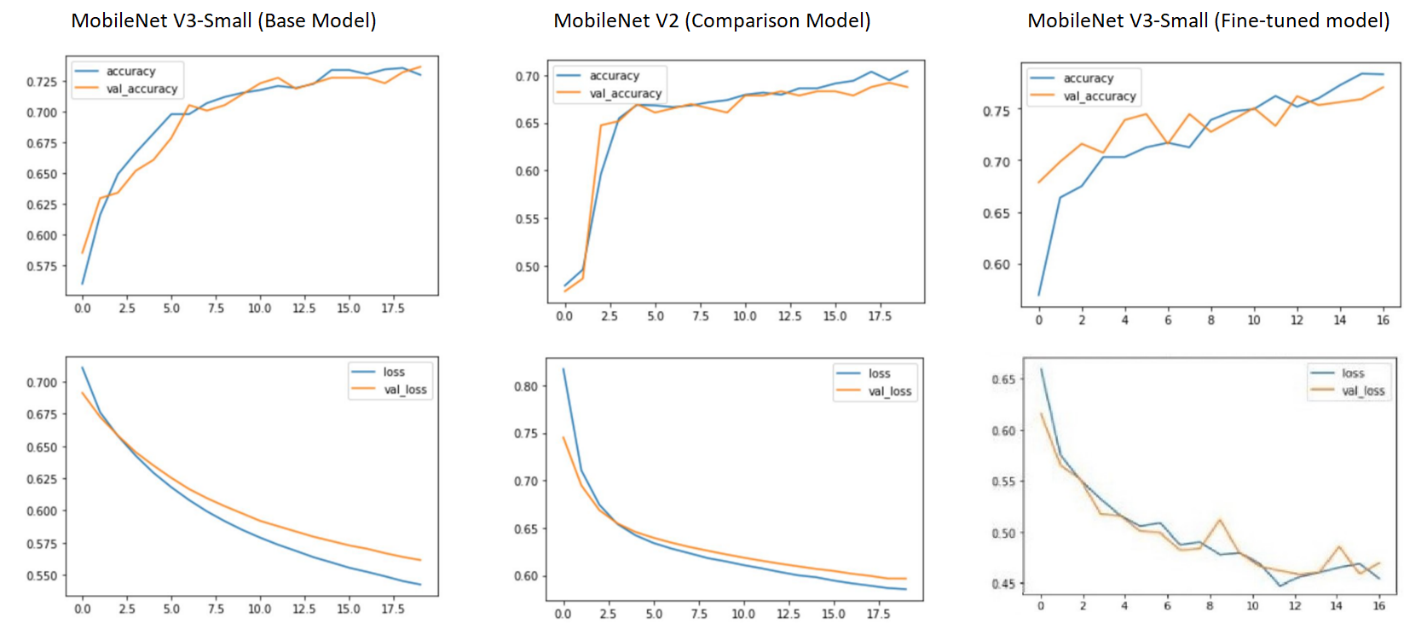 MobileNet V3-Small (Base Model)
MobileNet V2 (Comparison Model)
MobileNet V3-Small (Fine-tuned model)
accuracy
val_accuracy
0.725
0.700
0.675
0.650
0.625
0.600
0.575
0.0 2.5 5.0 7.5 10.0 12.5 15.0 17.5
accuracy
val_accuracy
0.70
0.65
0.60
0.55
0.50
0.0 2.5 5.0 7.5 10.0 12.5 15.0 17.5
accuracy
val_accuracy
0.75
0.70
0.65
0.60
0 2 4 6 8 10 12 14 16
loss
val_loss
0.700
0.675
0.650
0.625
0.600
0.575
0.550
0.0 2.5 5.0 7.5 10.0 12.5 15.0 17.5
loss
val_loss
0.80
0.75
0.70
0.65
0.60
0.0 2.5 5.0 7.5 10.0 12.5 15.0 17.5
loss
val_loss
0.65
0.60
0.55
0.50
0.45
0 2 4 6 8 10 12 14 16